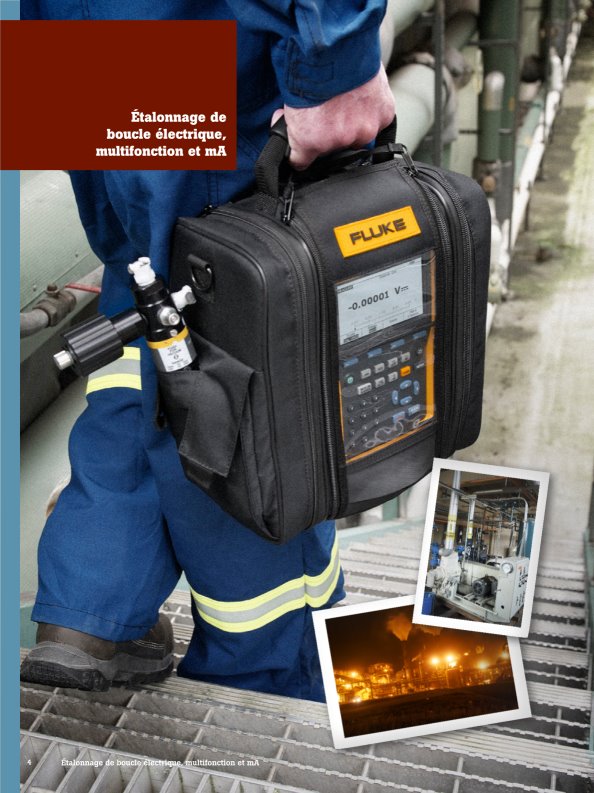 Étalonnage de
boucle électrique,
multifonction et mA
FLUKE
-0.00001 V
4 Étalonnage de boucle électrique, multifonction et mA